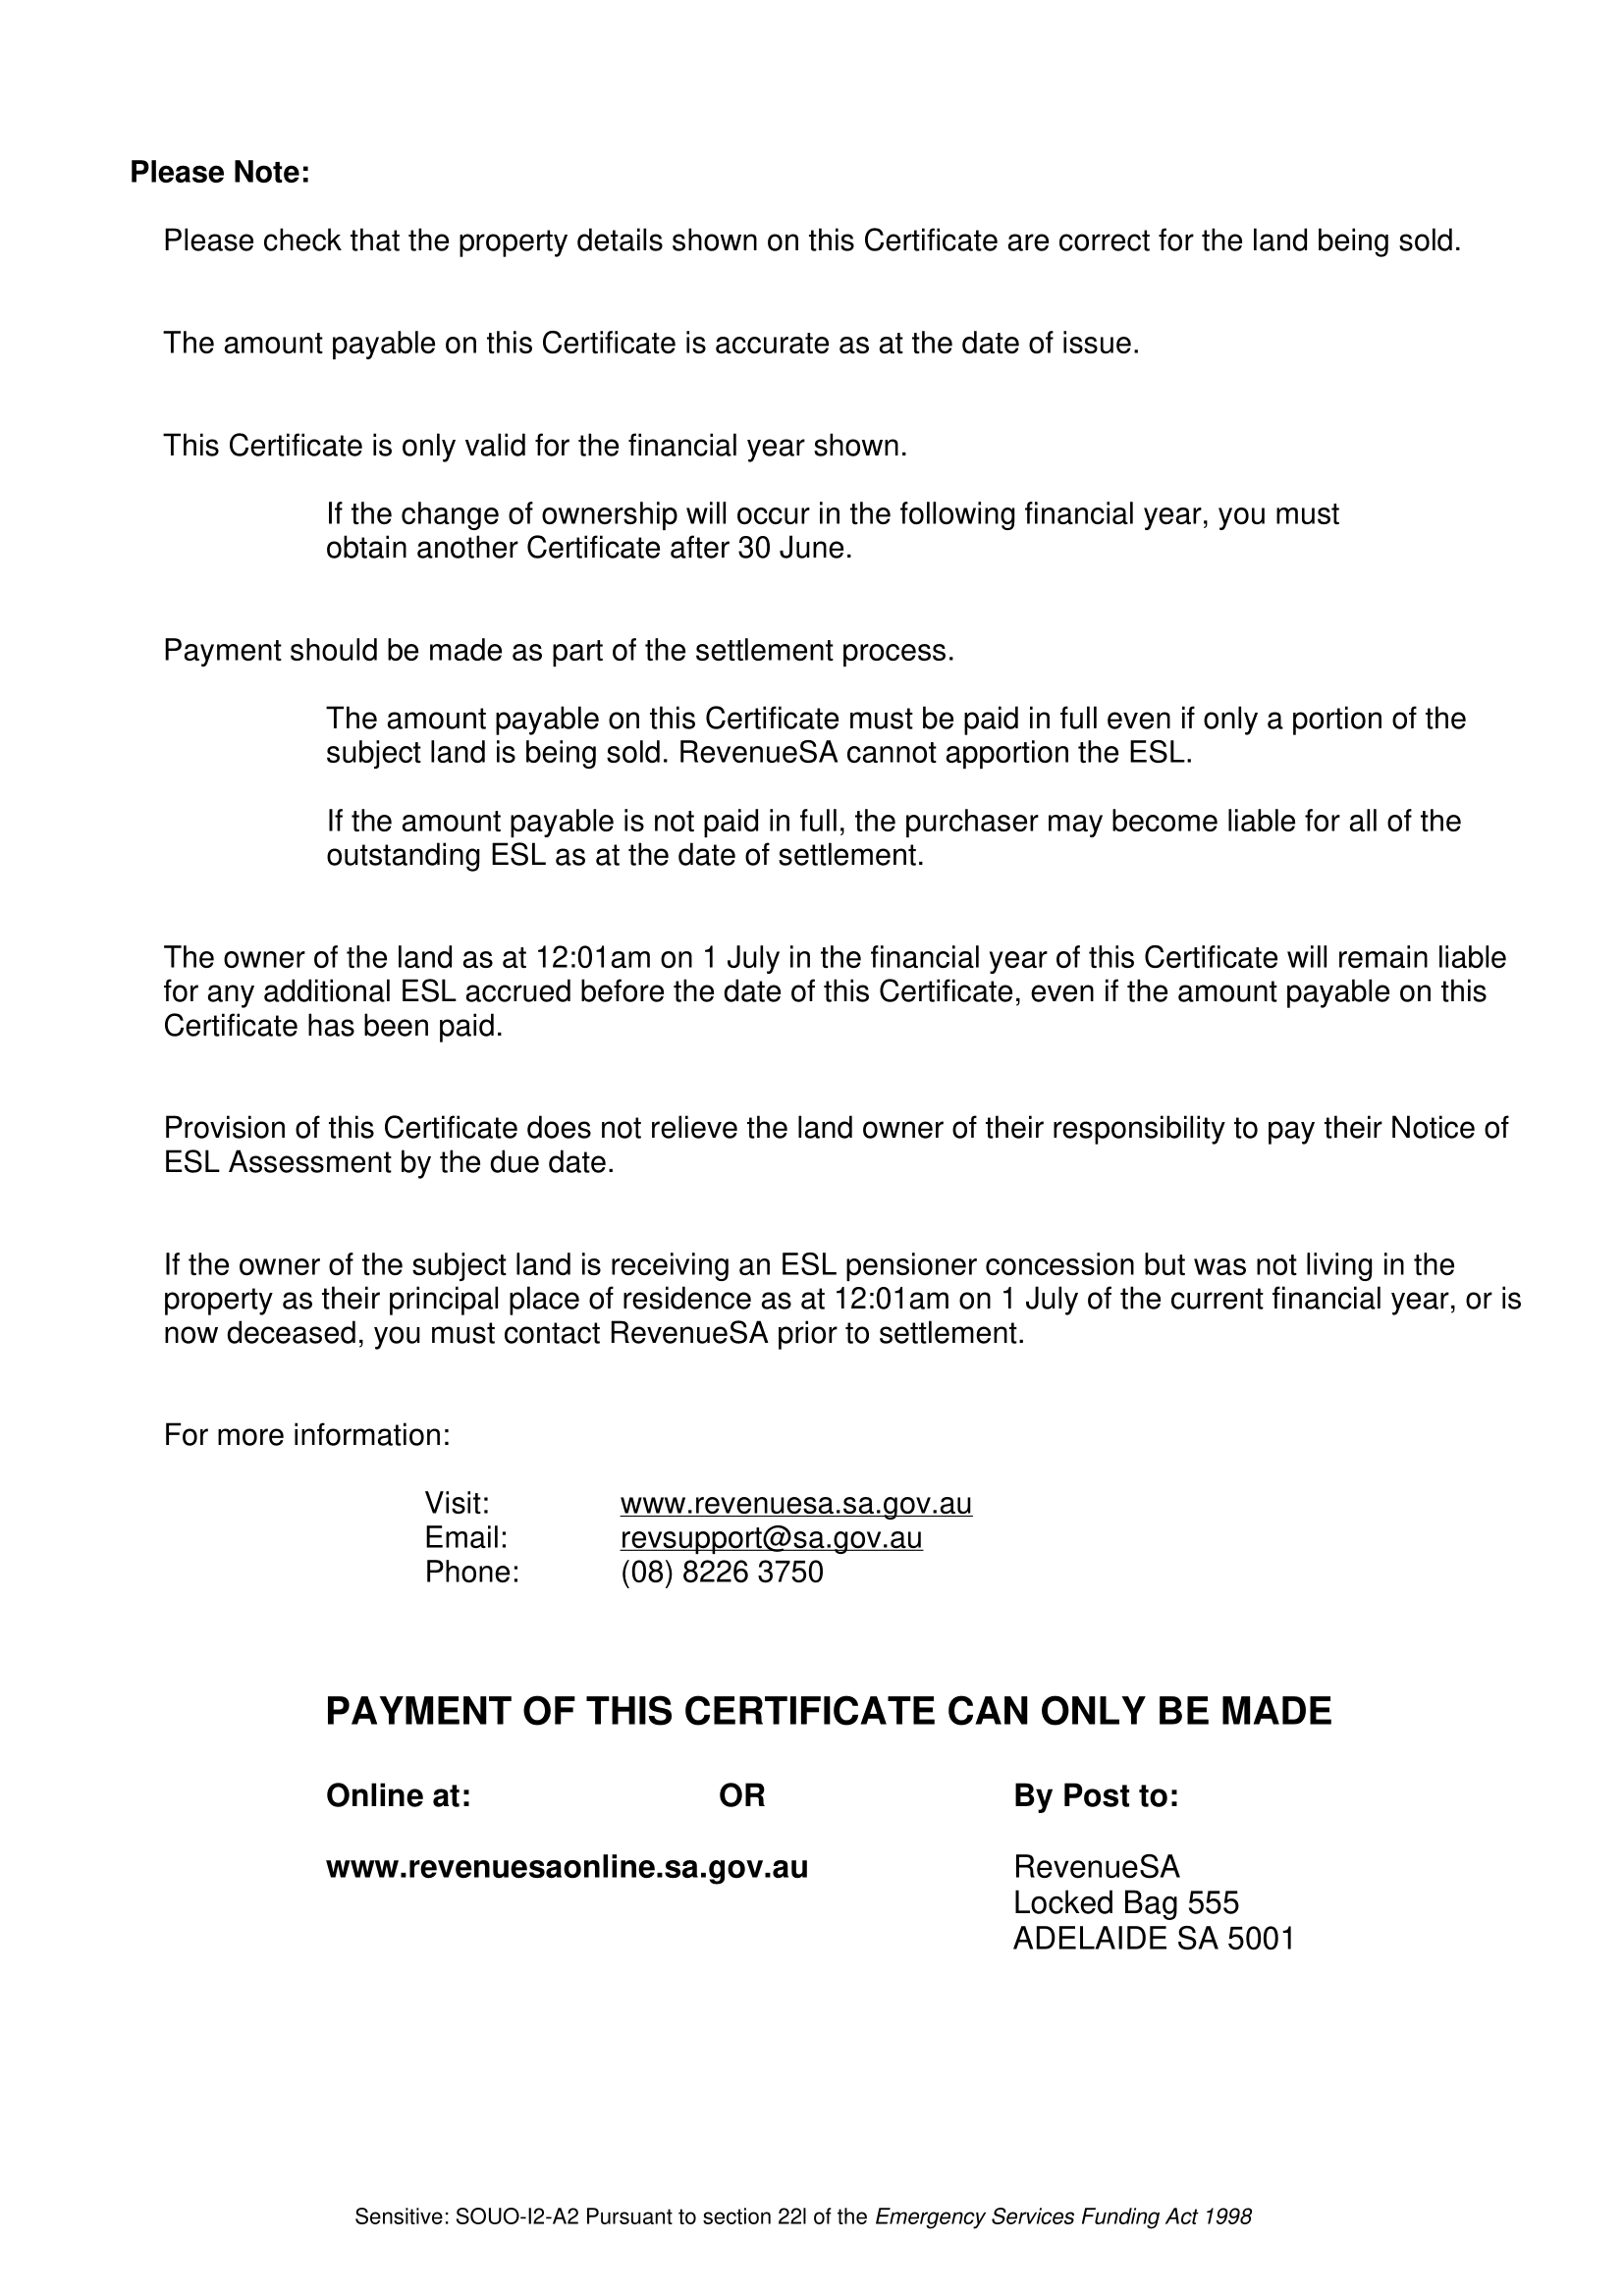 Please Note:
Please check that the property details shown on this Certificate are correct for the land being sold.
The amount payable on this Certificate is accurate as at the date of issue.
This Certificate is only valid for the financial year shown.
If the change of ownership will occur in the following financial year, you must
obtain another Certificate after 30 June.
Payment should be made as part of the settlement process.
The amount payable on this Certificate must be paid in full even if only a portion of the
subject land is being sold. RevenueSA cannot apportion the ESL.
If the amount payable is not paid in full, the purchaser may become liable for all of the
outstanding ESL as at the date of settlement.
The owner of the land as at 12:01am on 1 July in the financial year of this Certificate will remain liable
for any additional ESL accrued before the date of this Certificate, even if the amount payable on this
Certificate has been paid.
Provision of this Certificate does not relieve the land owner of their responsibility to pay their Notice of
ESL Assessment by the due date.
If the owner of the subject land is receiving an ESL pensioner concession but was not living in the
property as their principal place of residence as at 12:01am on 1 July of the current financial year, or is
now deceased, you must contact RevenueSA prior to settlement.
For more information:
Visit: www.revenuesa.sa.gov.au
Email: revsupport@sa.gov.au
Phone: (08) 8226 3750
PAYMENT OF THIS CERTIFICATE CAN ONLY BE MADE
Online at: OR By Post to:
www.revenuesaonline.sa.gov.au RevenueSA
Locked Bag 555
ADELAIDE SA 5001
Sensitive: SOUO-I2-A2 Pursuant to section 22I of the Emergency Services Funding Act 1998